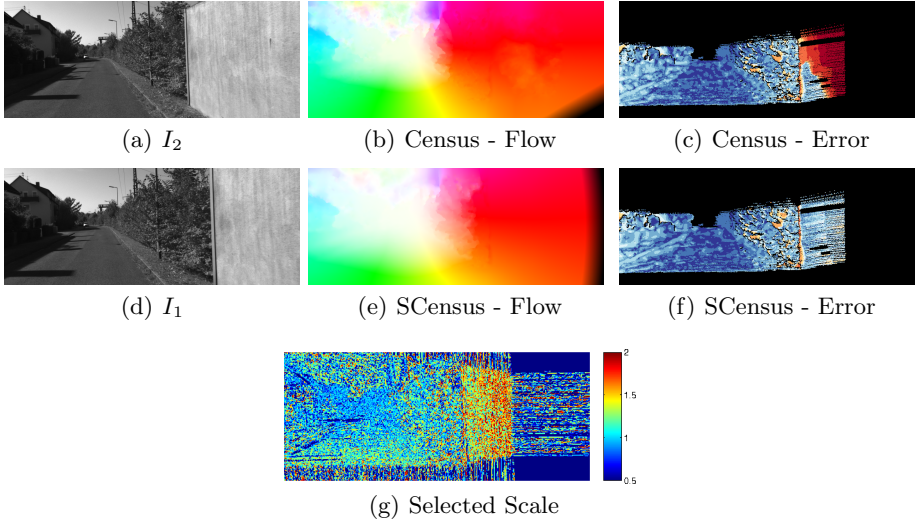 (a) I₂
(b) Census - Flow
(c) Census - Error
(d) I₁
(e) SCensus - Flow
(f) SCensus - Error
2
1.5
1
0.5
(g) Selected Scale